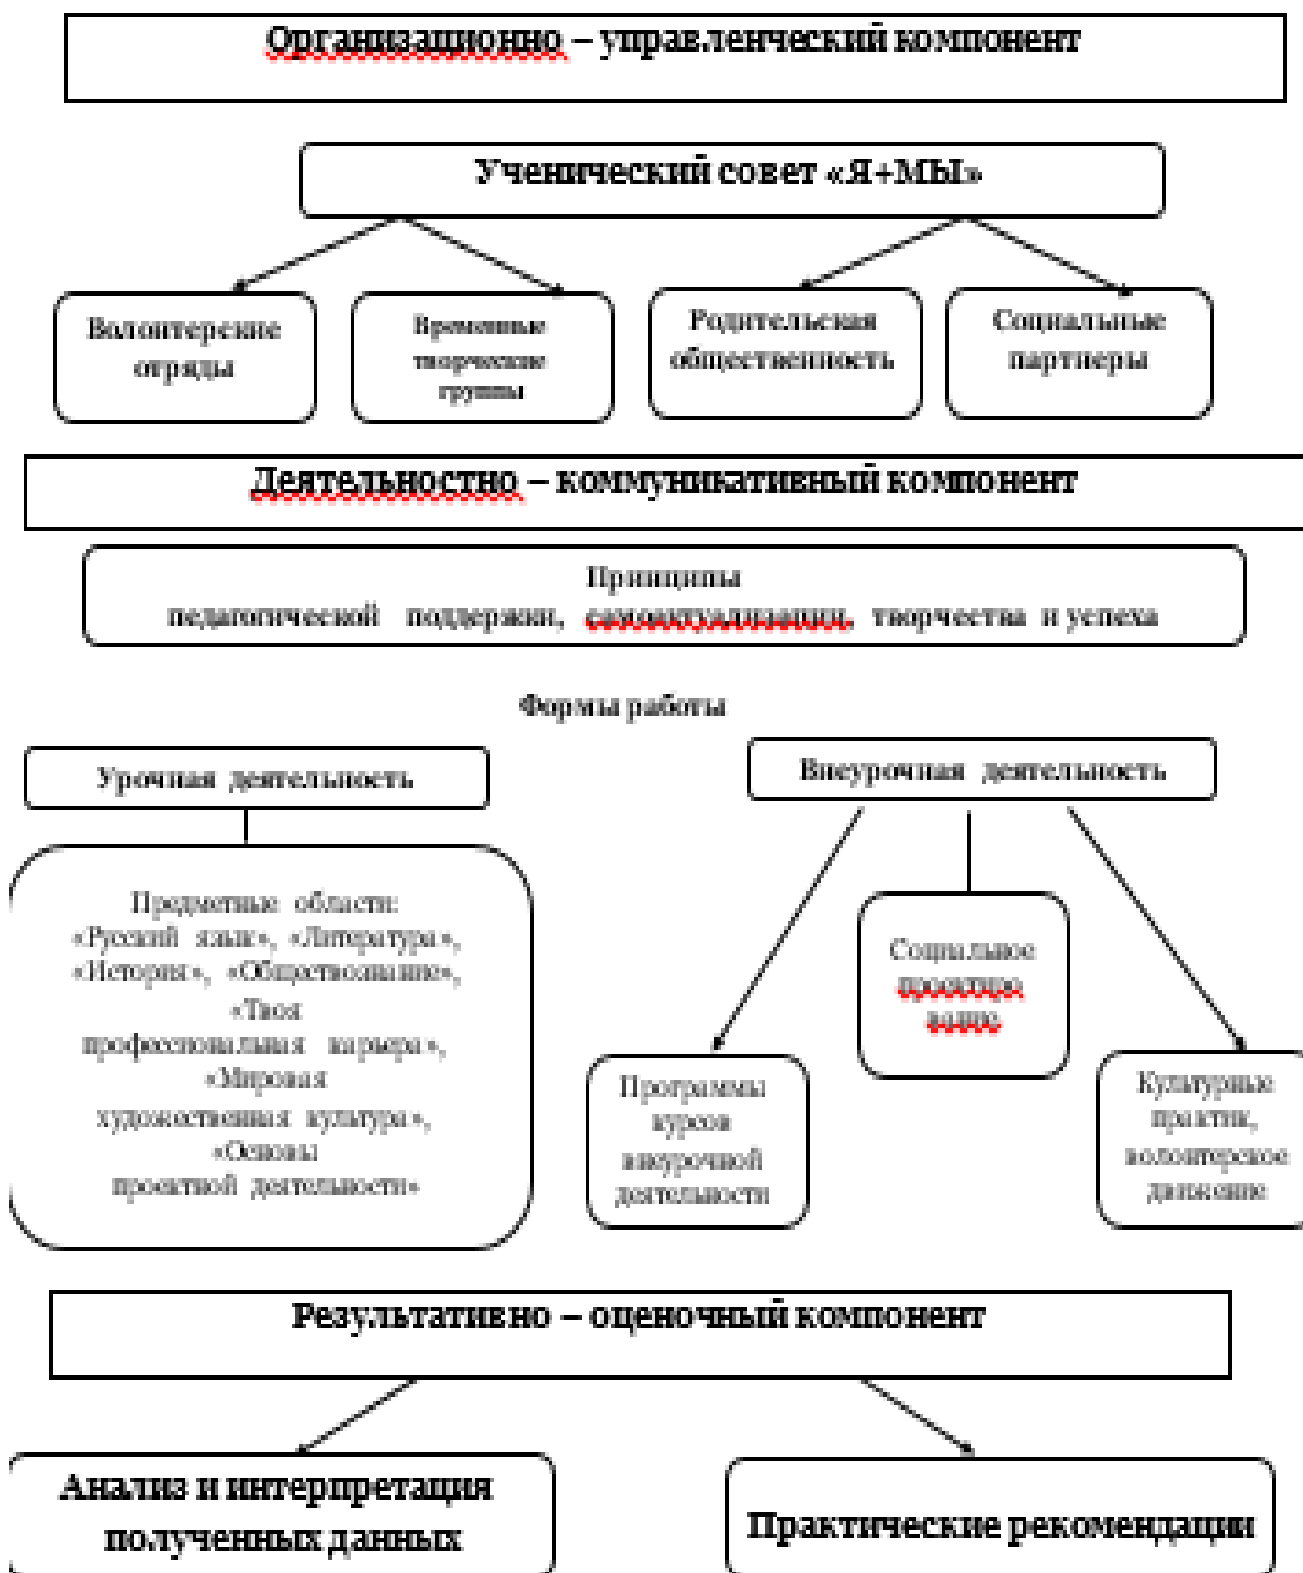 Организационно – управленческий компонент
Ученический совет «Я+МЫ»
Волонтерские
отряды
Временные
творческие
группы
Родительская
общественность
Социальные
партнеры
Деятельностно – коммуникативный компонент
Принципы
педагогической поддержки, самоактуализации, творчества и успеха
Формы работы
Урочная деятельность
Внеурочная деятельность
Предметные области:
«Русский язык», «Литература»,
«История», «Обществознание»,
«Твоя
профессиональная карьера»,
«Мировая
художественная культура»,
«Основы
проектной деятельности»
Социальное
проектиро
вание
Программы
курсов
внеурочной
деятельности
Культурные
практик,
волонтерское
движение
Результативно – оценочный компонент
Анализ и интерпретация
полученных данных
Практические рекомендации